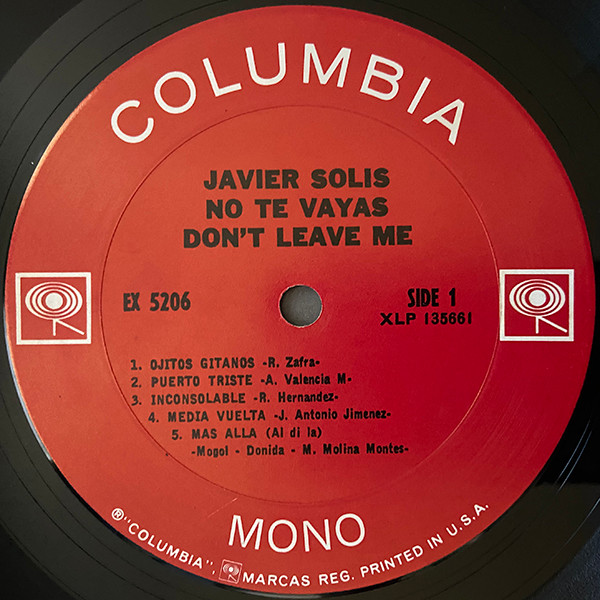 COLUMBIA
JAVIER SOLIS
NO TE VAYAS
DON'T LEAVE ME
EX 5206
SIDE 1
XLP 135661
1. OJITOS GITANOS -R. Zafra-
2. PUERTO TRISTE -A. Valencia M-
3. INCONSOLABLE -R. Hernandez-
4. MEDIA VUELTA -J. Antonio Jimenez-
5. MAS ALLA (Al di la)
-Mogol - Donida - M. Molina Montes-
MONO
®"COLUMBIA", MARCAS REG. PRINTED IN U.S.A.